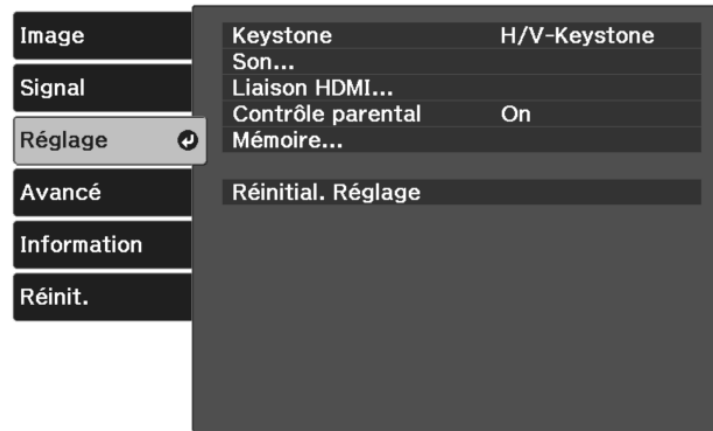 Image
Signal
Réglage
Avancé
Information
Réinit.
Keystone H/V-Keystone
Son...
Liaison HDMI...
Contrôle parental On
Mémoire...
Réinitial. Réglage